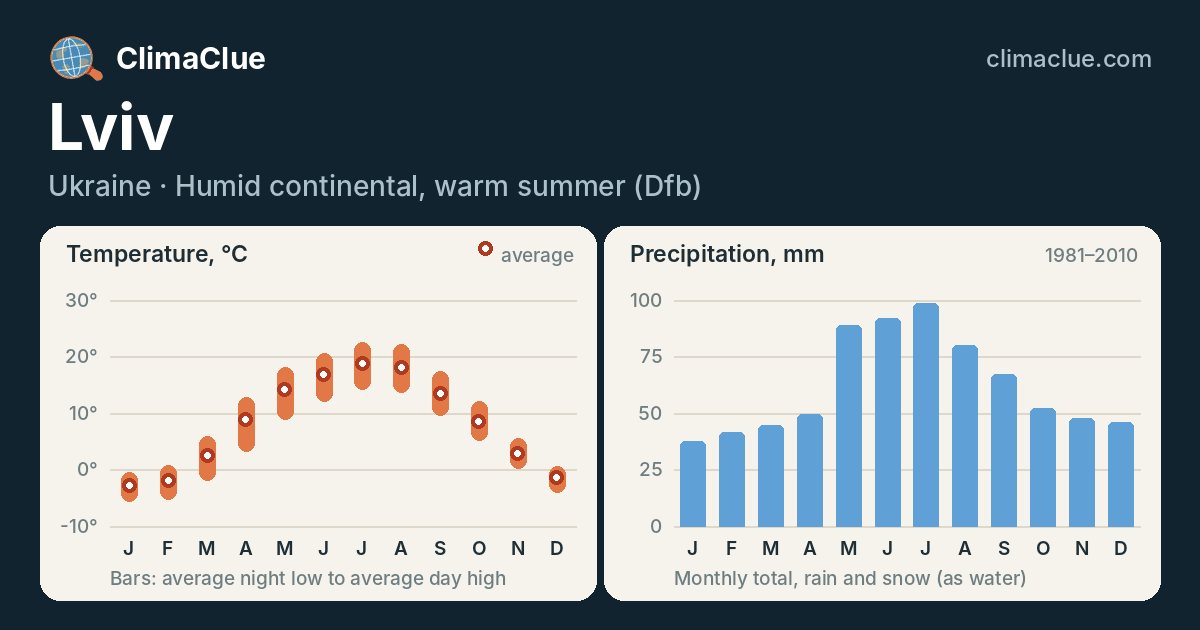 ClimaClue
climaclue.com
Lviv
Ukraine · Humid continental, warm summer (Dfb)
Temperature, °C
average
30°
20°
10°
0°
-10°
J F M A M J J A S O N D
Bars: average night low to average day high
Precipitation, mm
1981–2010
100
75
50
25
0
J F M A M J J A S O N D
Monthly total, rain and snow (as water)